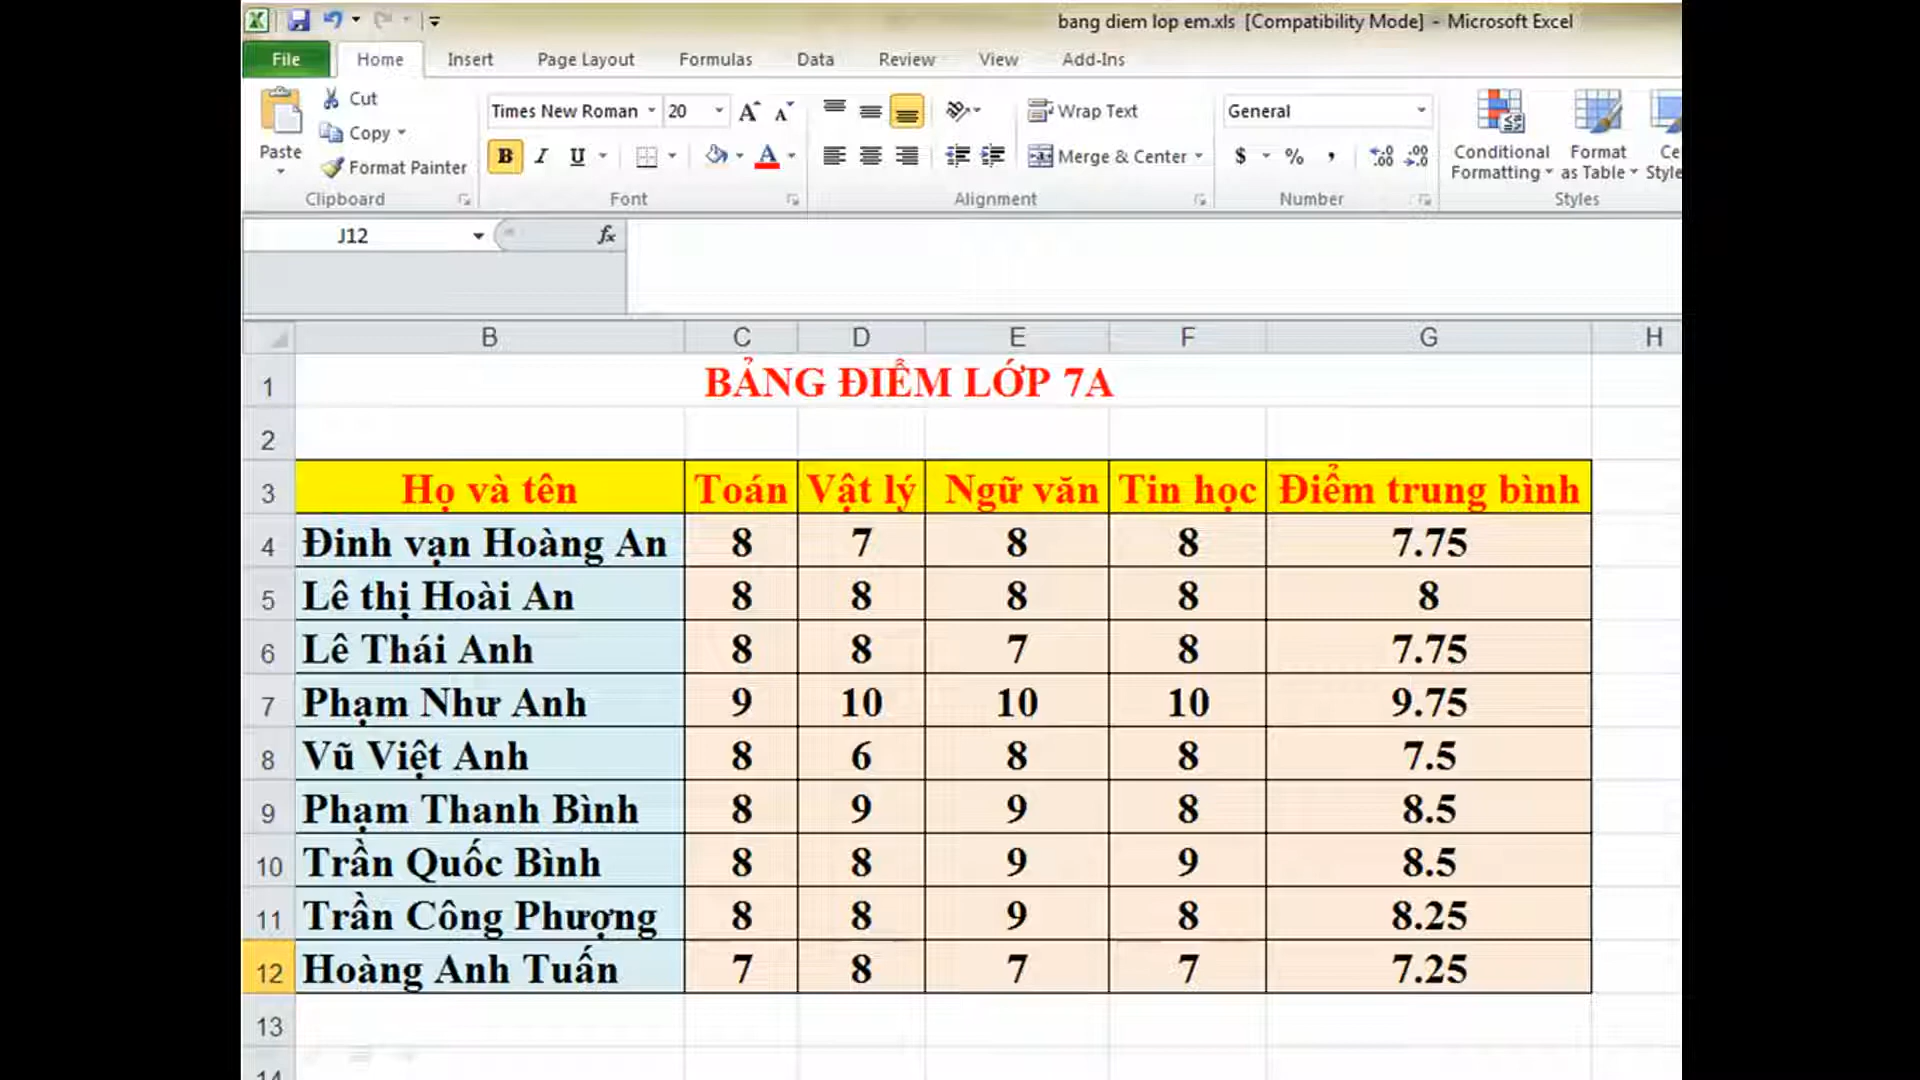 bang diem lop em.xls [Compatibility Mode] - Microsoft Excel
File Home Insert Page Layout Formulas Data Review View Add-Ins
Cut
Copy
Format Painter
Paste
Clipboard
Times New Roman 20
B I U
Font
Wrap Text
Merge & Center
Alignment
General
$ % ,
Number
Conditional Formatting
Format as Table
Styles
J12 fx
B C D E F G H
1 BẢNG ĐIỂM LỚP 7A
2
3 Họ và tên Toán Vật lý Ngữ văn Tin học Điểm trung bình
4 Đinh vạn Hoàng An 8 7 8 8 7.75
5 Lê thị Hoài An 8 8 8 8 8
6 Lê Thái Anh 8 8 7 8 7.75
7 Phạm Như Anh 9 10 10 10 9.75
8 Vũ Việt Anh 8 6 8 8 7.5
9 Phạm Thanh Bình 8 9 9 8 8.5
10 Trần Quốc Bình 8 8 9 9 8.5
11 Trần Công Phượng 8 8 9 8 8.25
12 Hoàng Anh Tuấn 7 8 7 7 7.25
13